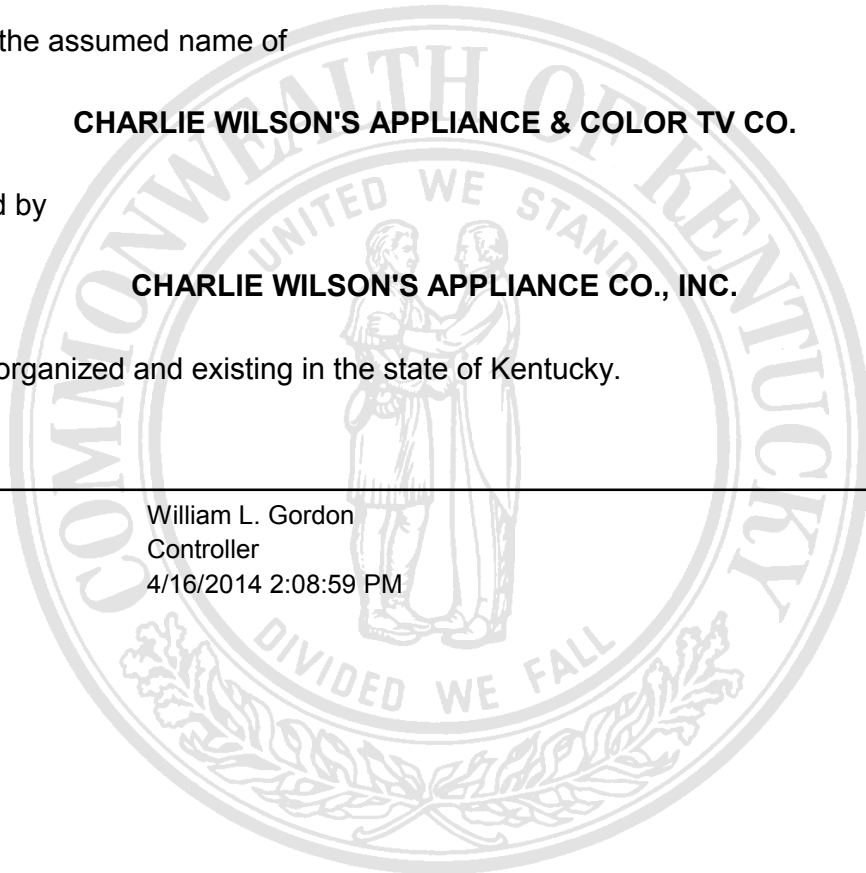 the assumed name of
CHARLIE WILSON'S APPLIANCE & COLOR TV CO.
d by
CHARLIE WILSON'S APPLIANCE CO., INC.
organized and existing in the state of Kentucky.
William L. Gordon
Controller
4/16/2014 2:08:59 PM
COMMONWEALTH OF KENTUCKY
UNITED WE STAND
DIVIDED WE FALL